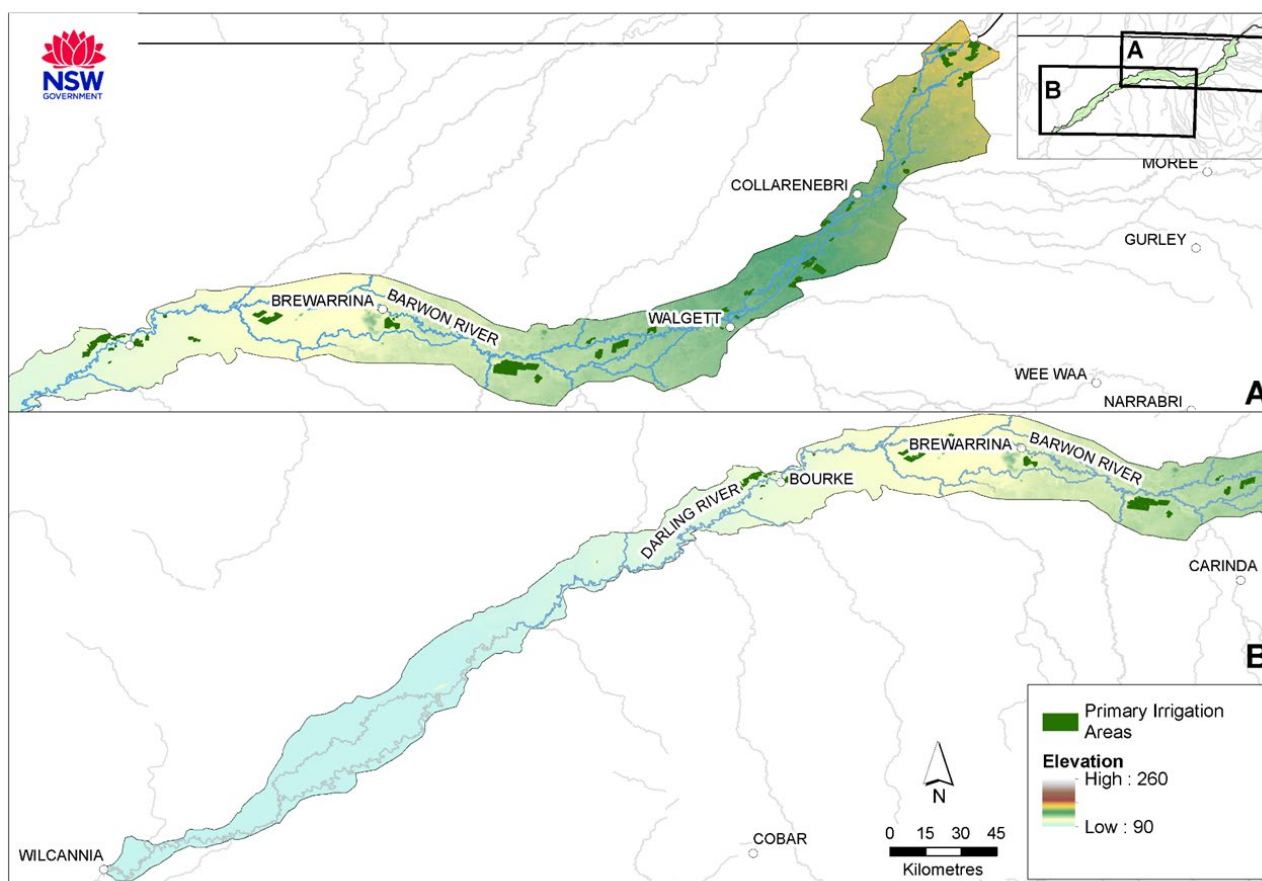 NSW
GOVERNMENT
A
B
MOREE
COLLARENEBRI
GURLEY
BREWARRINA
BARWON RIVER
WALGETT
WEE WAA
NARRABRI
A
BREWARRINA
BARWON RIVER
BOURKE
DARLING RIVER
CARINDA
B
Primary Irrigation
Areas
Elevation
High : 260
Low : 90
N
0 15 30 45
Kilometres
COBAR
WILCANNIA